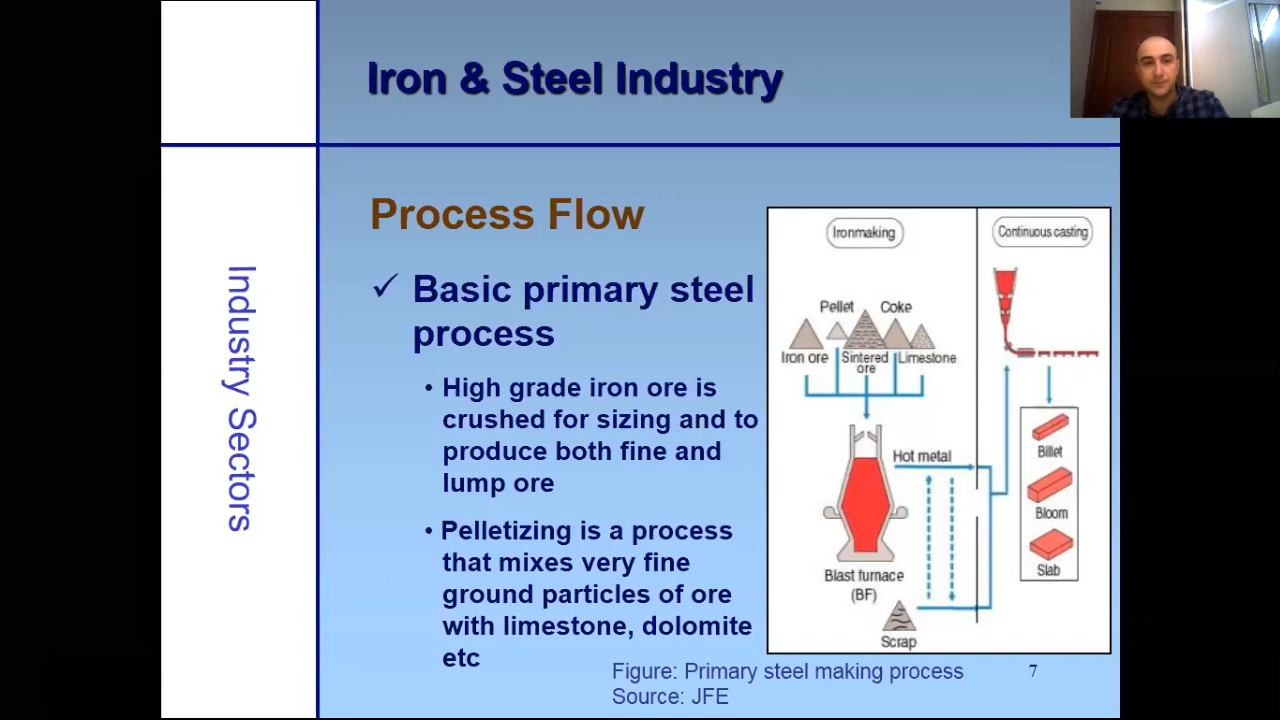 Iron & Steel Industry
Industry Sectors
Process Flow
✓ Basic primary steel
process
• High grade iron ore is
crushed for sizing and to
produce both fine and
lump ore
• Pelletizing is a process
that mixes very fine
ground particles of ore
with limestone, dolomite
etc
Ironmaking
Continuous casting
Pellet
Coke
Iron ore
Sintered
ore
Limestone
Hot metal
Blast furnace
(BF)
Scrap
Billet
Bloom
Slab
Figure: Primary steel making process
Source: JFE
7